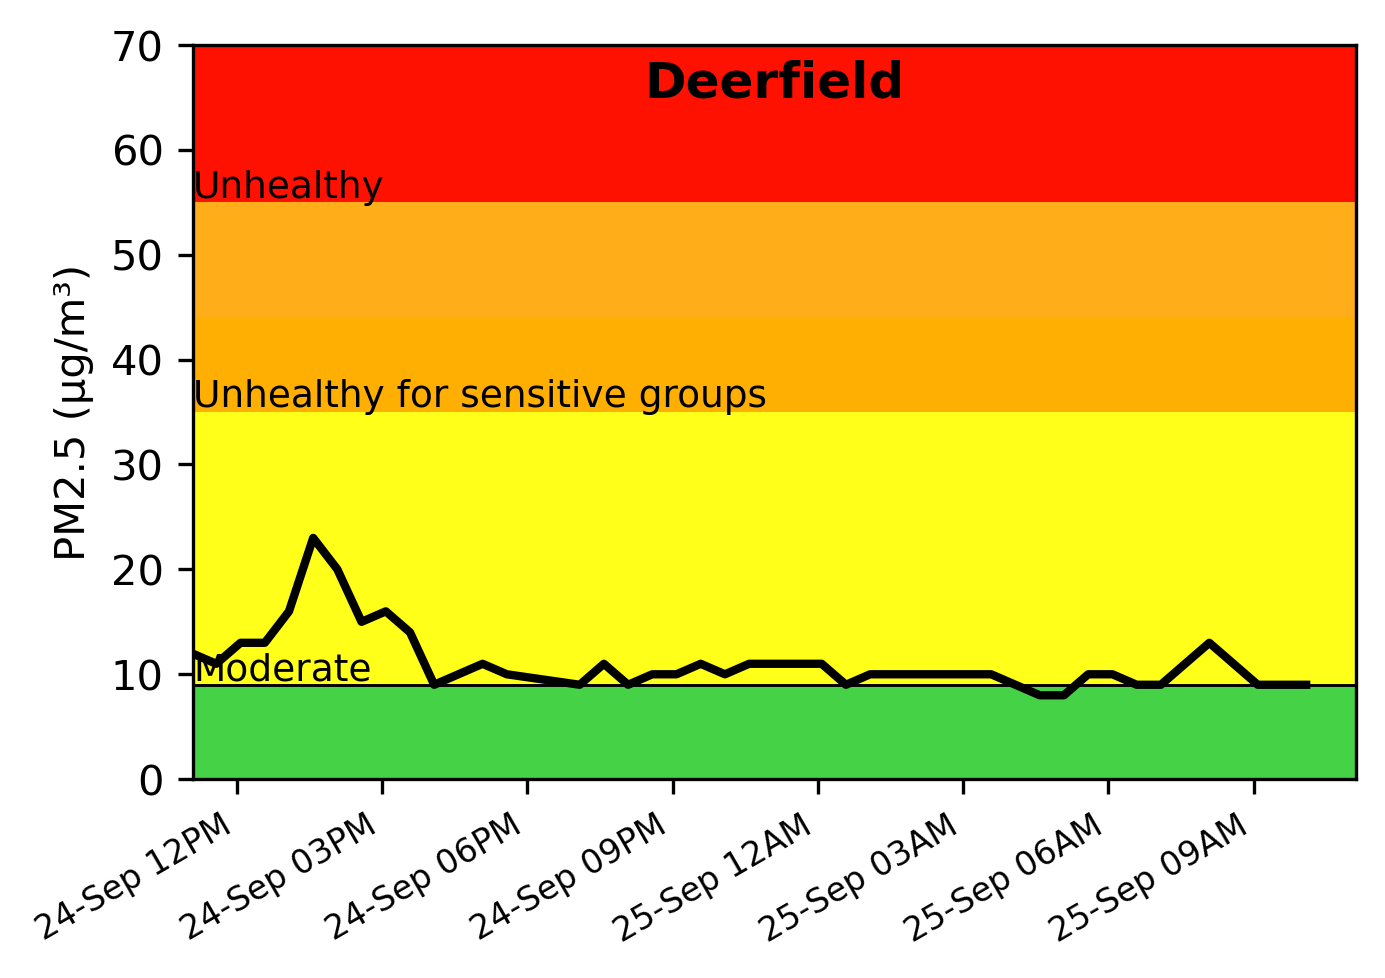 Deerfield
PM2.5 (µg/m³)
70
60
50
40
30
20
10
0
Unhealthy
Unhealthy for sensitive groups
Moderate
24-Sep 12PM
24-Sep 03PM
24-Sep 06PM
24-Sep 09PM
25-Sep 12AM
25-Sep 03AM
25-Sep 06AM
25-Sep 09AM